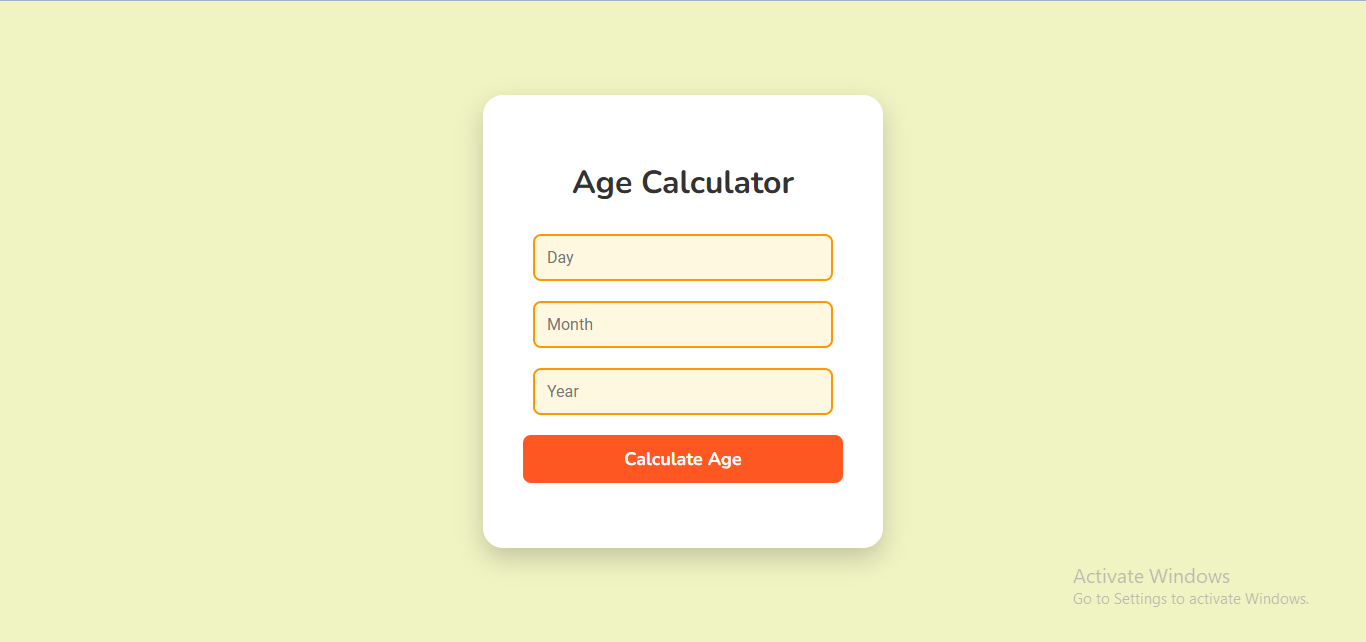 Age Calculator
Day
Month
Year
Calculate Age
Activate Windows
Go to Settings to activate Windows.